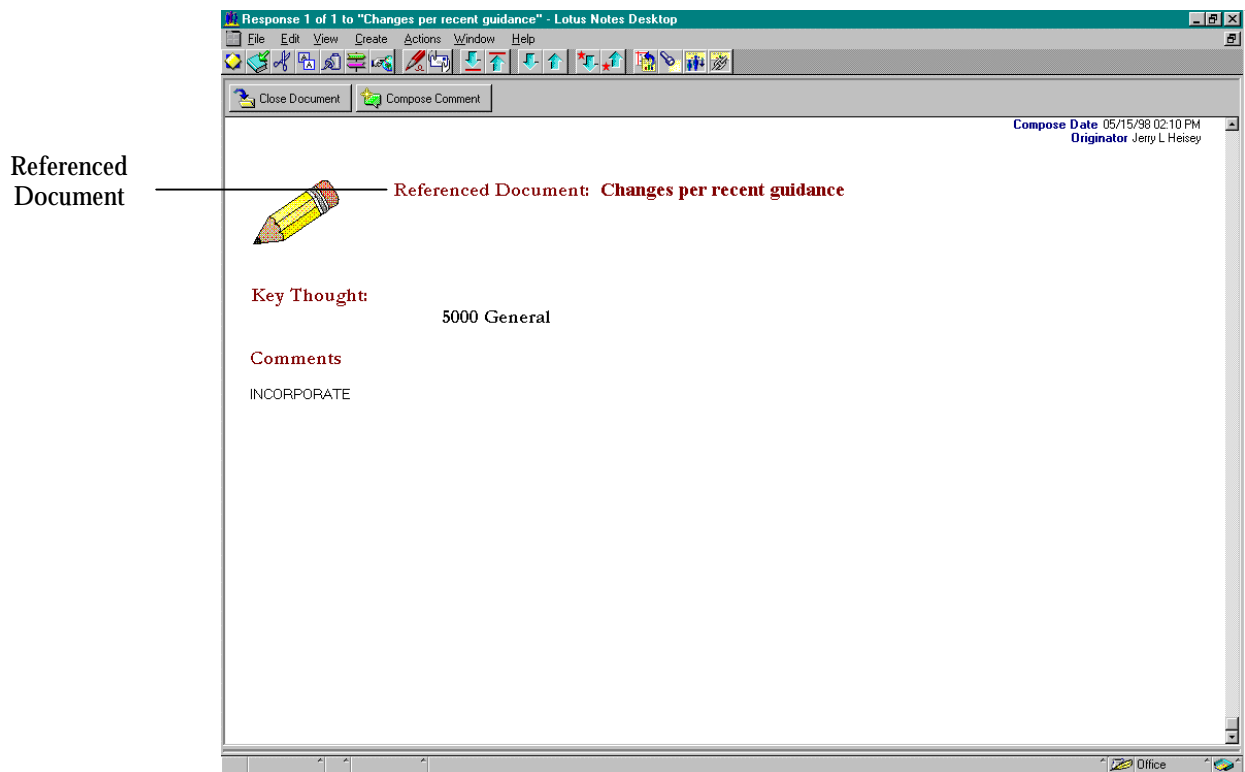 Response 1 of 1 to "Changes per recent guidance" - Lotus Notes Desktop
File Edit View Create Actions Window Help
Close Document Compose Comment
Compose Date 05/15/98 02:10 PM
Originator Jerry L Heisey
Referenced
Document
Referenced Document: Changes per recent guidance
Key Thought:
5000 General
Comments
INCORPORATE
Office